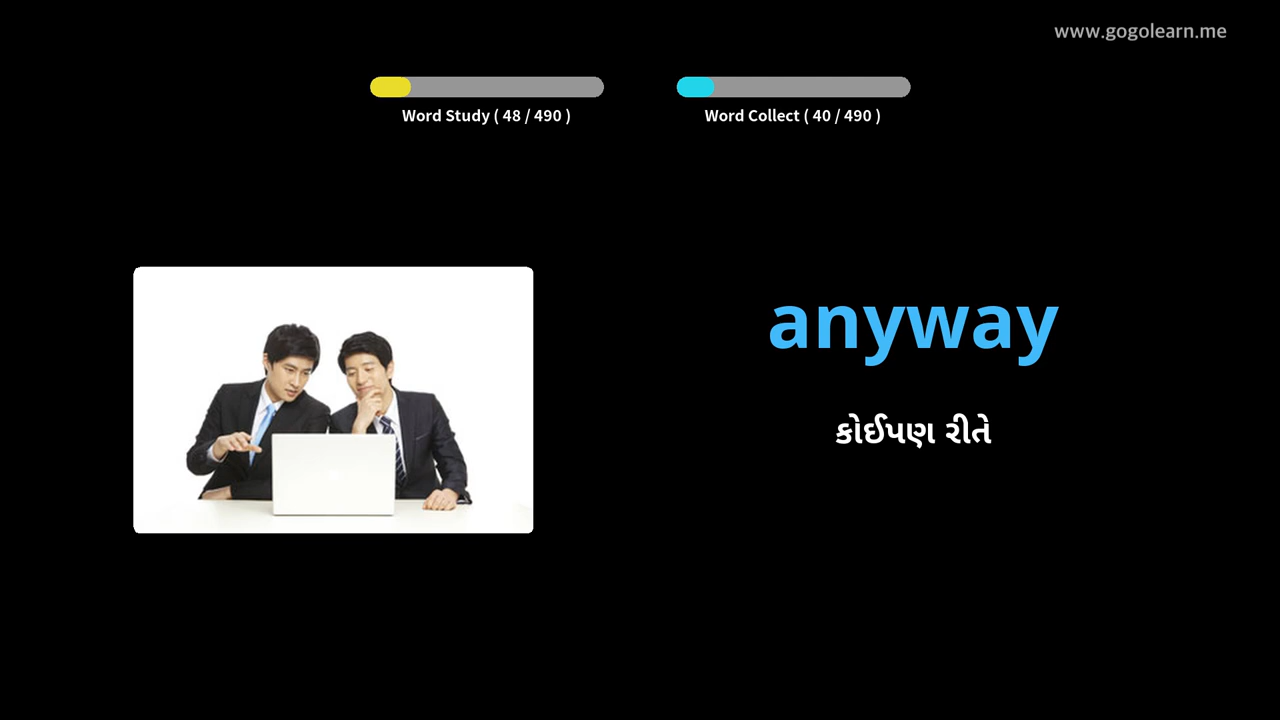 www.gogolearn.me
Word Study ( 48 / 490 )
Word Collect ( 40 / 490 )
anyway
કોઈપણ રીતે